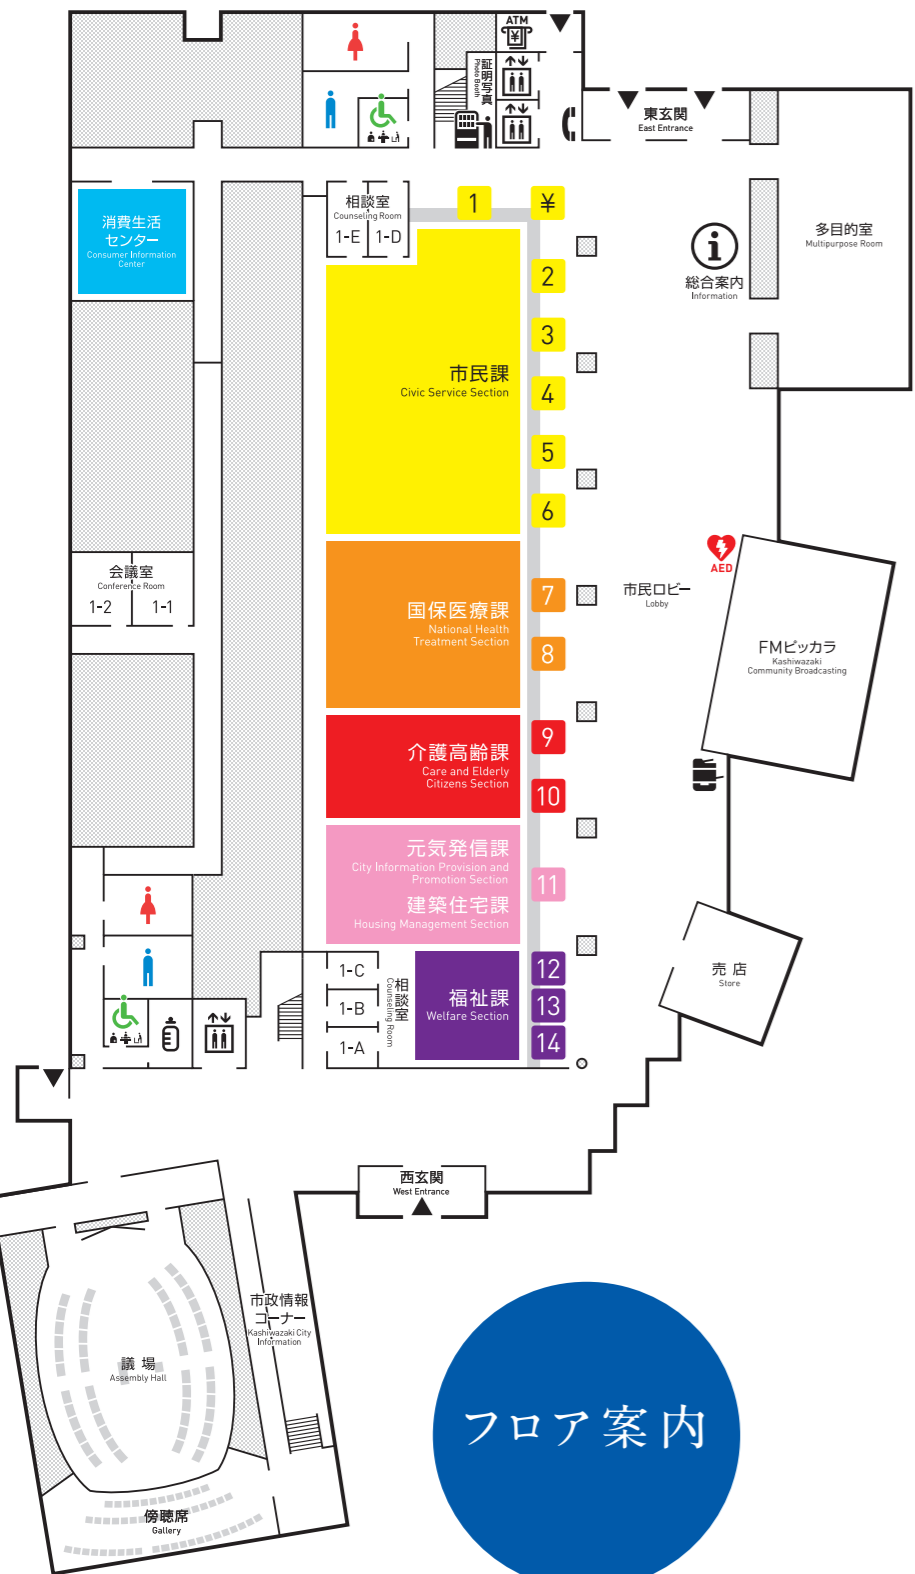 ATM
¥
証明写真
Photo Booth
東玄関
East Entrance
消費生活
センター
Consumer Information
Center
相談室
Counseling Room
1-E
1-D
1
¥
総合案内
Information
多目的室
Multipurpose Room
2
3
市民課
Civic Service Section
4
5
6
会議室
Conference Room
1-2
1-1
AED
市民ロビー
Lobby
国保医療課
National Health
Treatment Section
7
8
FMピッカラ
Kashiwazaki
Community Broadcasting
介護高齢課
Care and Elderly
Citizens Section
9
10
元気発信課
City Information Provision and
Promotion Section
建築住宅課
Housing Management Section
11
1-C
1-B
1-A
相談室
Counseling Room
福祉課
Welfare Section
12
13
14
売店
Store
西玄関
West Entrance
市政情報
コーナー
Kashiwazaki City
Information
議場
Assembly Hall
傍聴席
Gallery
フロア案内